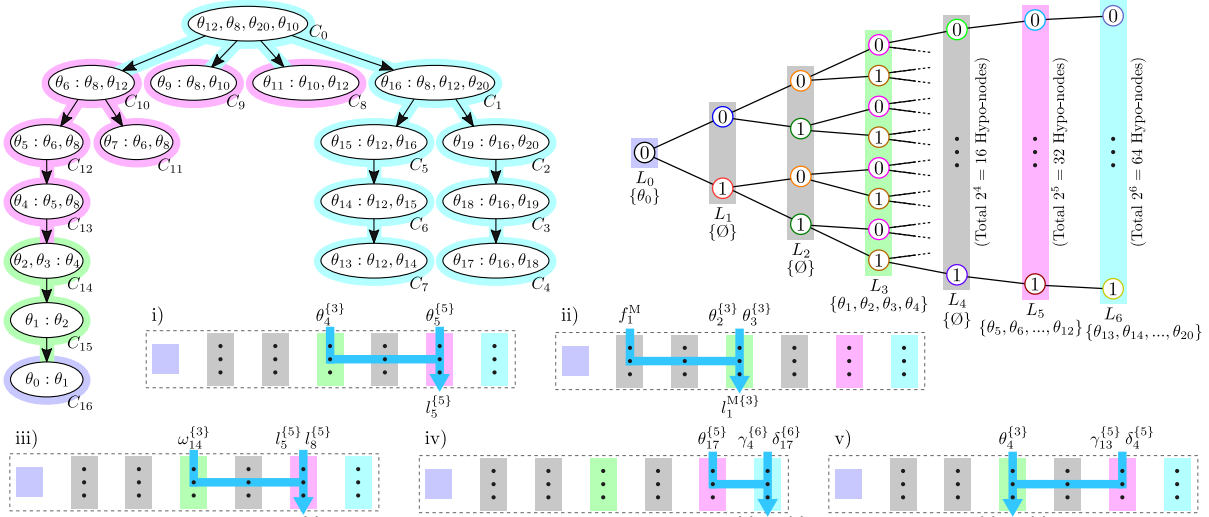 θ₁₂, θ₈, θ₂₀, θ₁₀
C₀
θ₆ : θ₈, θ₁₂
C₁₀
θ₉ : θ₈, θ₁₀
C₉
θ₁₁ : θ₁₀, θ₁₂
C₈
θ₁₆ : θ₈, θ₁₂, θ₂₀
C₁
θ₅ : θ₆, θ₈
C₁₂
θ₇ : θ₆, θ₈
C₁₁
θ₁₅ : θ₁₂, θ₁₆
C₅
θ₁₉ : θ₁₆, θ₂₀
C₂
θ₄ : θ₅, θ₈
C₁₃
θ₁₄ : θ₁₂, θ₁₅
C₆
θ₁₈ : θ₁₆, θ₁₉
C₃
θ₂, θ₃ : θ₄
C₁₄
θ₁₃ : θ₁₂, θ₁₄
C₇
θ₁₇ : θ₁₆, θ₁₈
C₄
θ₁ : θ₂
C₁₅
θ₀ : θ₁
C₁₆
0
L₀
{θ₀}
0
1
L₁
{Ø}
0
1
0
1
L₂
{Ø}
0
1
0
1
0
1
0
1
L₃
{θ₁, θ₂, θ₃, θ₄}
0
1
L₄
{Ø}
(Total 2⁴ = 16 Hypo-nodes)
0
1
L₅
{θ₅, θ₆, ..., θ₁₂}
(Total 2⁵ = 32 Hypo-nodes)
0
1
L₆
{θ₁₃, θ₁₄, ..., θ₂₀}
(Total 2⁶ = 64 Hypo-nodes)
i)
θ₄^{3} θ₅^{5}
l₅^{5}
ii)
f₁^M θ₂^{3} θ₃^{3}
l₁^M{3}
iii)
ω₁₄^{3} l₅^{5} l₈^{5}
iv)
θ₁₇^{5} γ₄^{6} δ₁₇^{6}
v)
θ₄^{3} γ₁₃^{5} δ₄^{5}